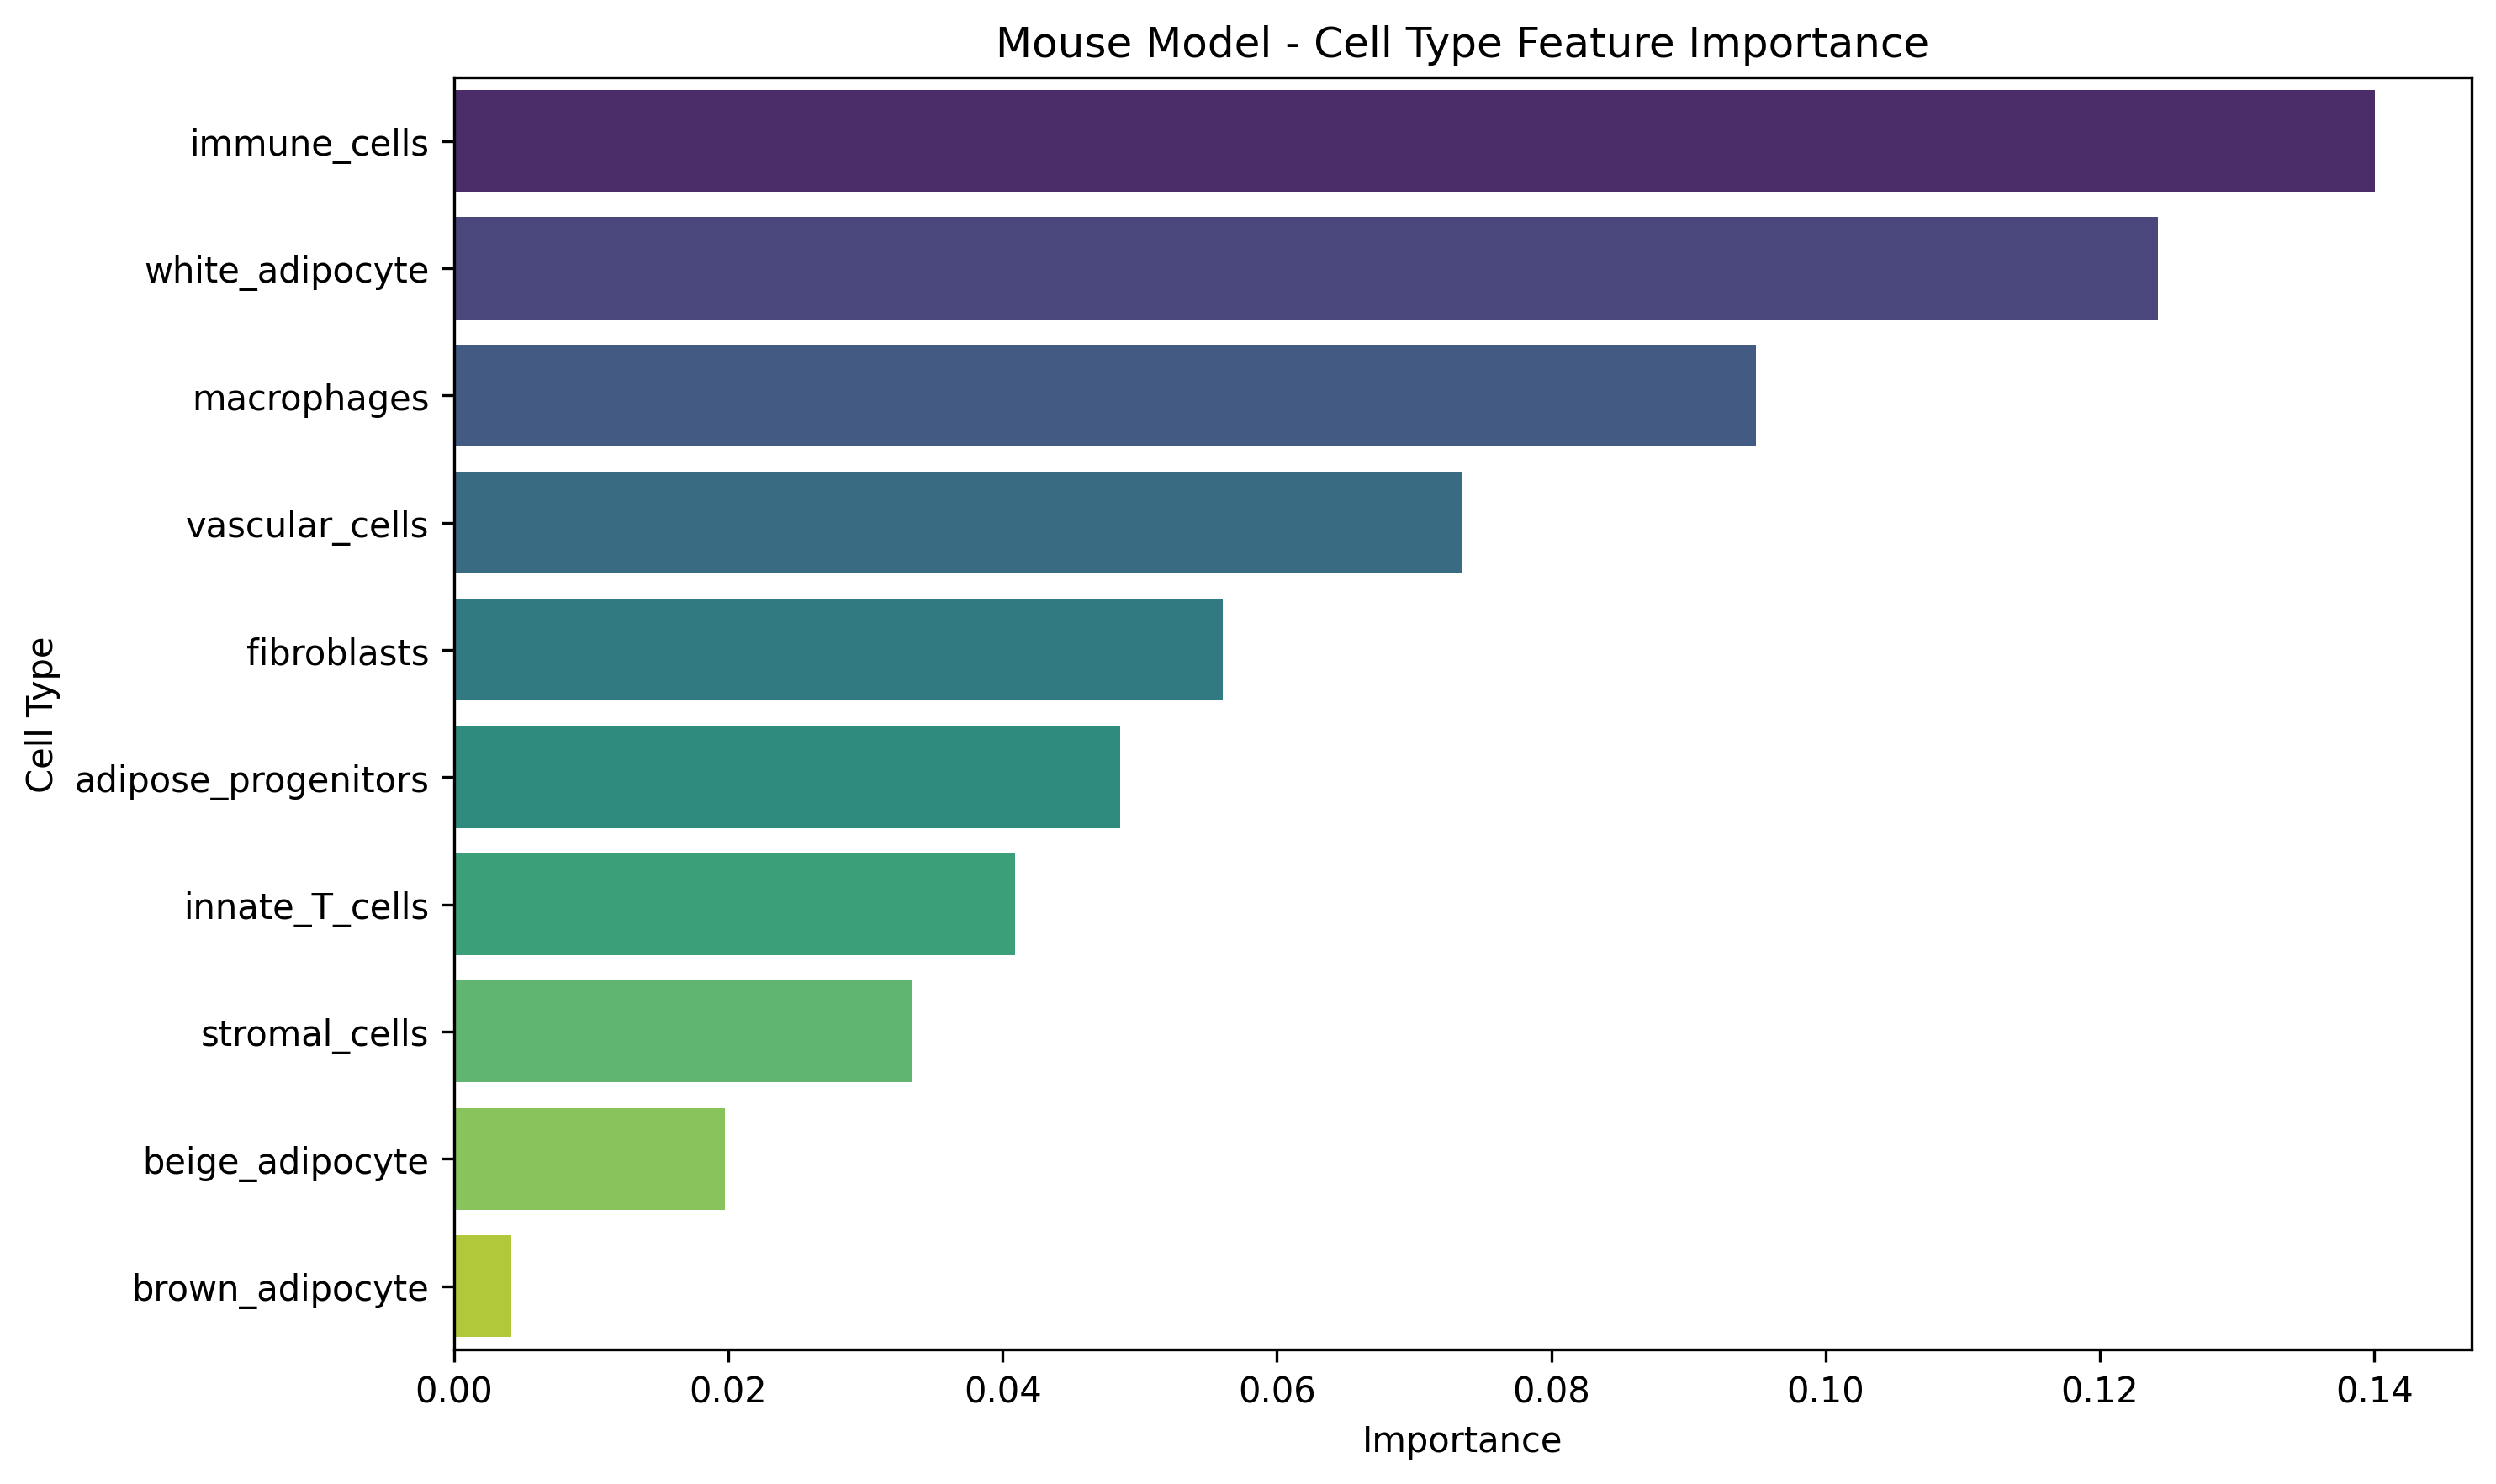 Mouse Model - Cell Type Feature Importance
Cell Type
immune_cells
white_adipocyte
macrophages
vascular_cells
fibroblasts
adipose_progenitors
innate_T_cells
stromal_cells
beige_adipocyte
brown_adipocyte
0.00 0.02 0.04 0.06 0.08 0.10 0.12 0.14
Importance